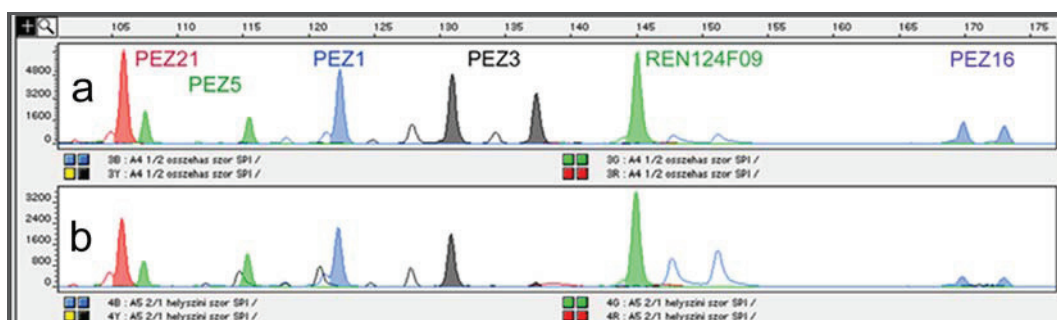 105 110 115 120 125 130 135 140 145 150 155 160 165 170 175
a
PEZ21 PEZ1 PEZ3 REN124F09 PEZ16
PEZ5
4800
3200
1600
0
3B : A4 1/2 osszehas szor SPI / 3G : A4 1/2 osszehas szor SPI /
3Y : A4 1/2 osszehas szor SPI / 3R : A4 1/2 osszehas szor SPI /
b
3200
2400
1600
800
0
4B : A5 2/1 helyszini szor SPI / 4G : A5 2/1 helyszini szor SPI /
4Y : A5 2/1 helyszini szor SPI / 4R : A5 2/1 helyszini szor SPI /